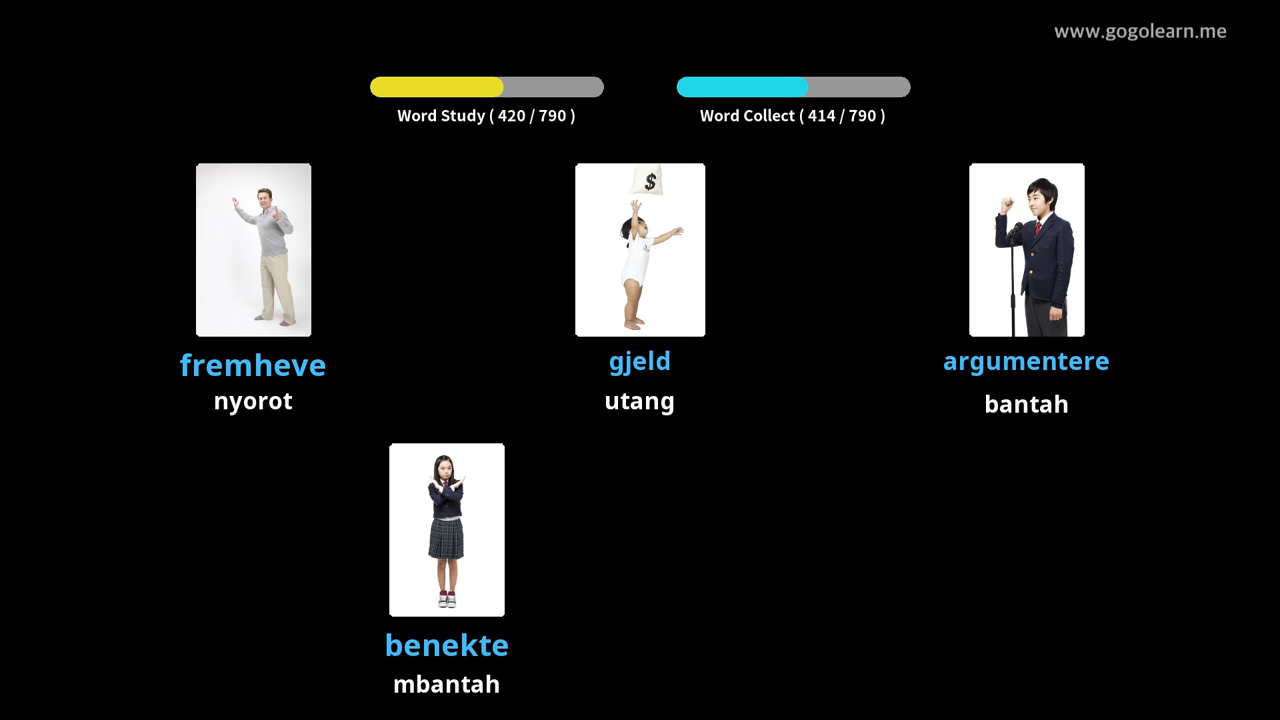 www.gogolearn.me
Word Study ( 420 / 790 )
Word Collect ( 414 / 790 )
$
fremheve
nyorot
gjeld
utang
argumentere
bantah
benekte
mbantah